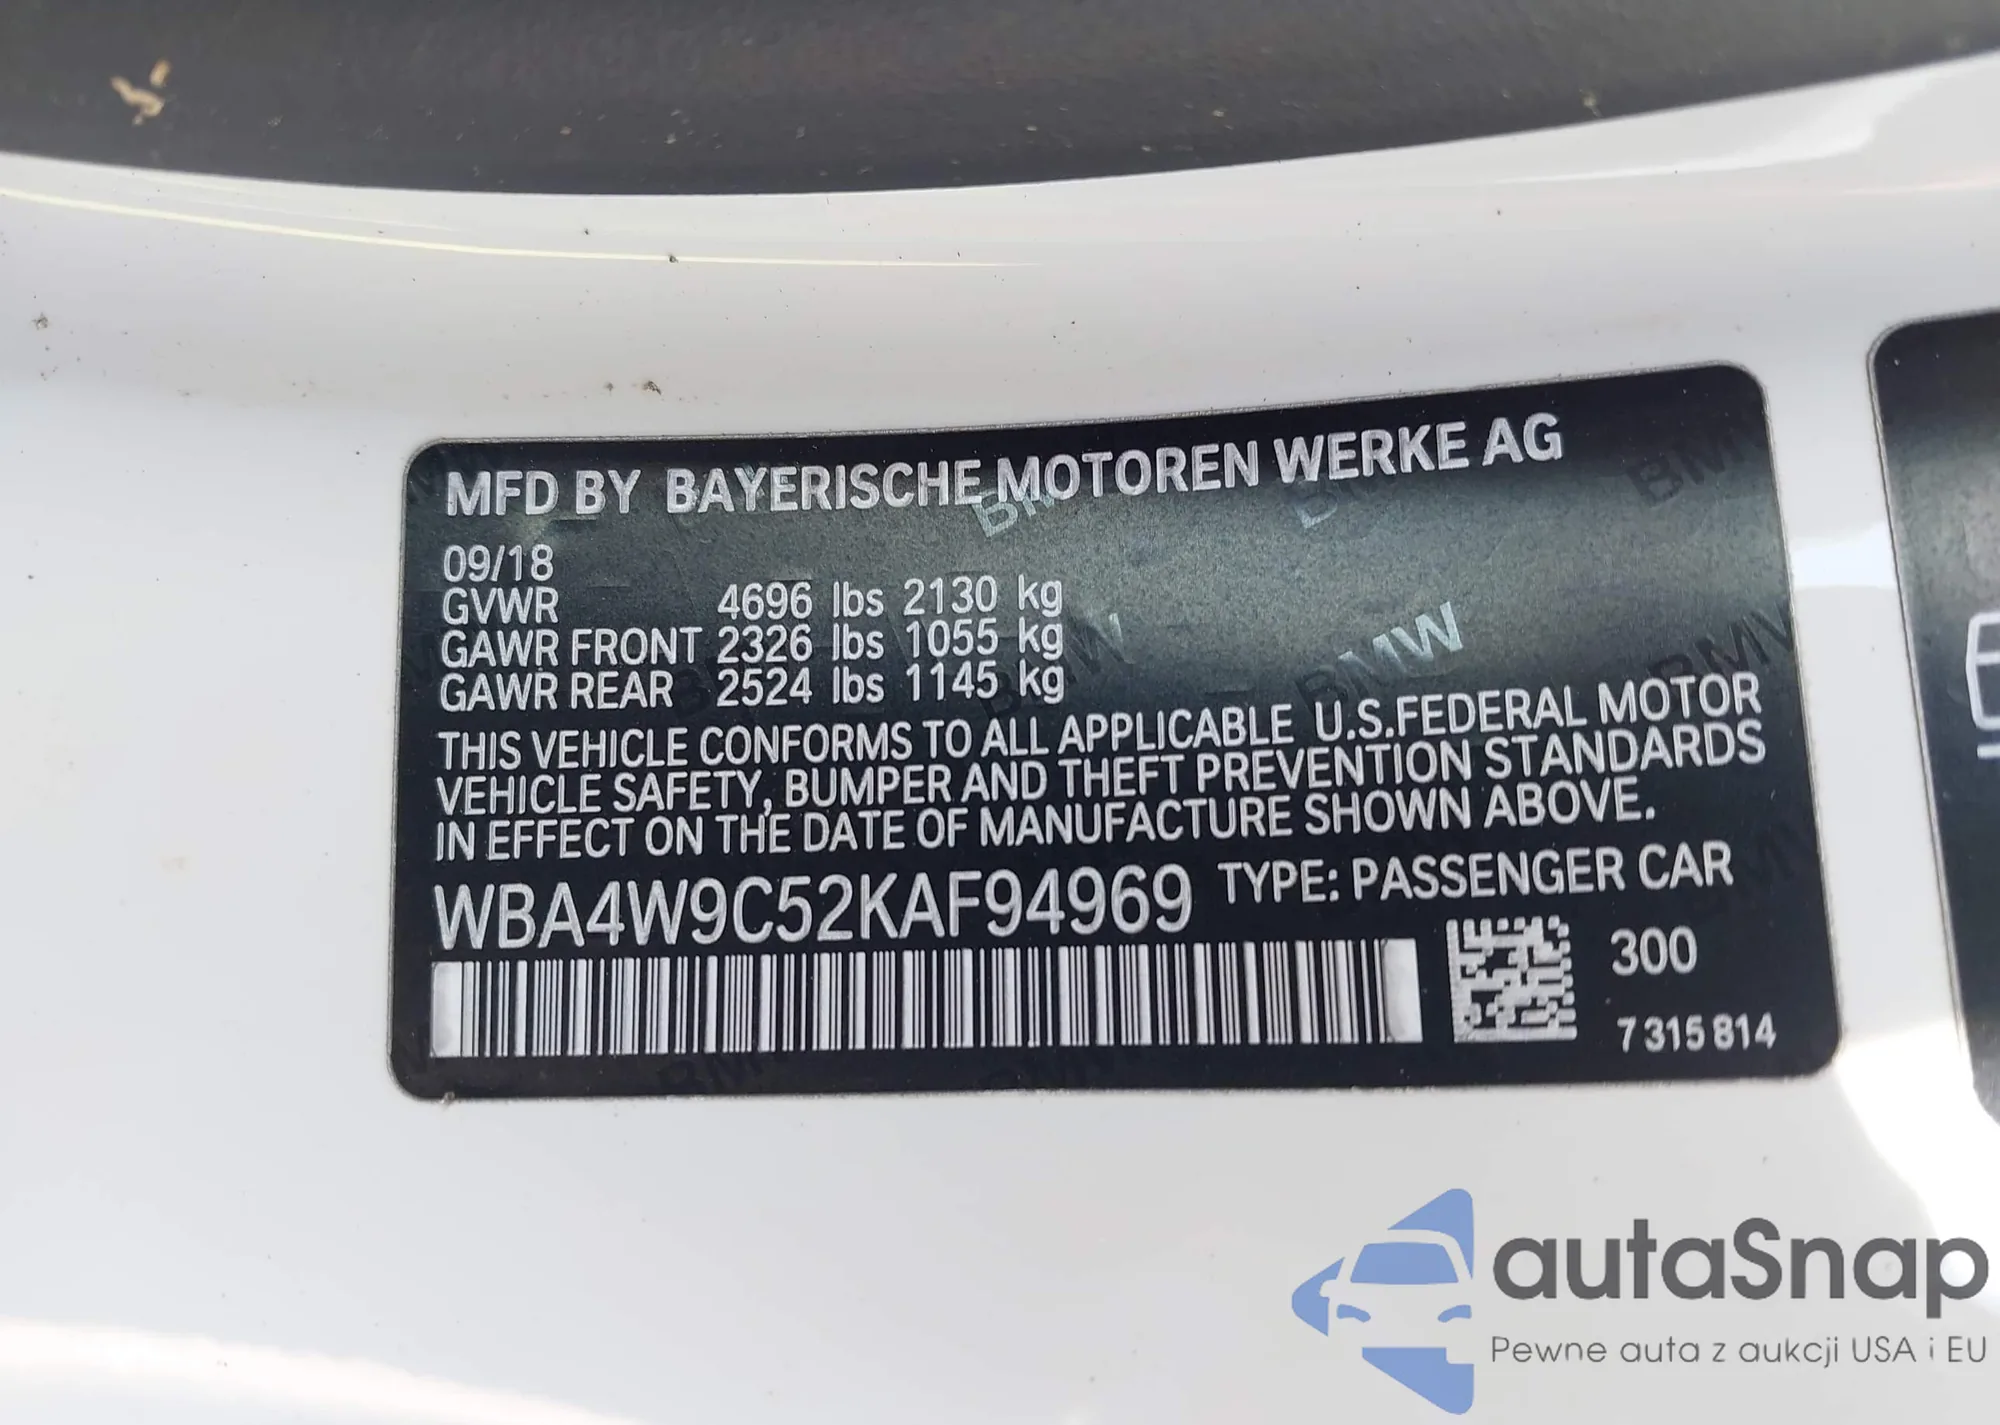 MFD BY BAYERISCHE MOTOREN WERKE AG
09/18
GVWR 4696 lbs 2130 kg
GAWR FRONT 2326 lbs 1055 kg
GAWR REAR 2524 lbs 1145 kg
THIS VEHICLE CONFORMS TO ALL APPLICABLE U.S.FEDERAL MOTOR
VEHICLE SAFETY, BUMPER AND THEFT PREVENTION STANDARDS
IN EFFECT ON THE DATE OF MANUFACTURE SHOWN ABOVE.
WBA4W9C52KAF94969 TYPE: PASSENGER CAR
300
7315814
autaSnap
Pewne auta z aukcji USA i EU